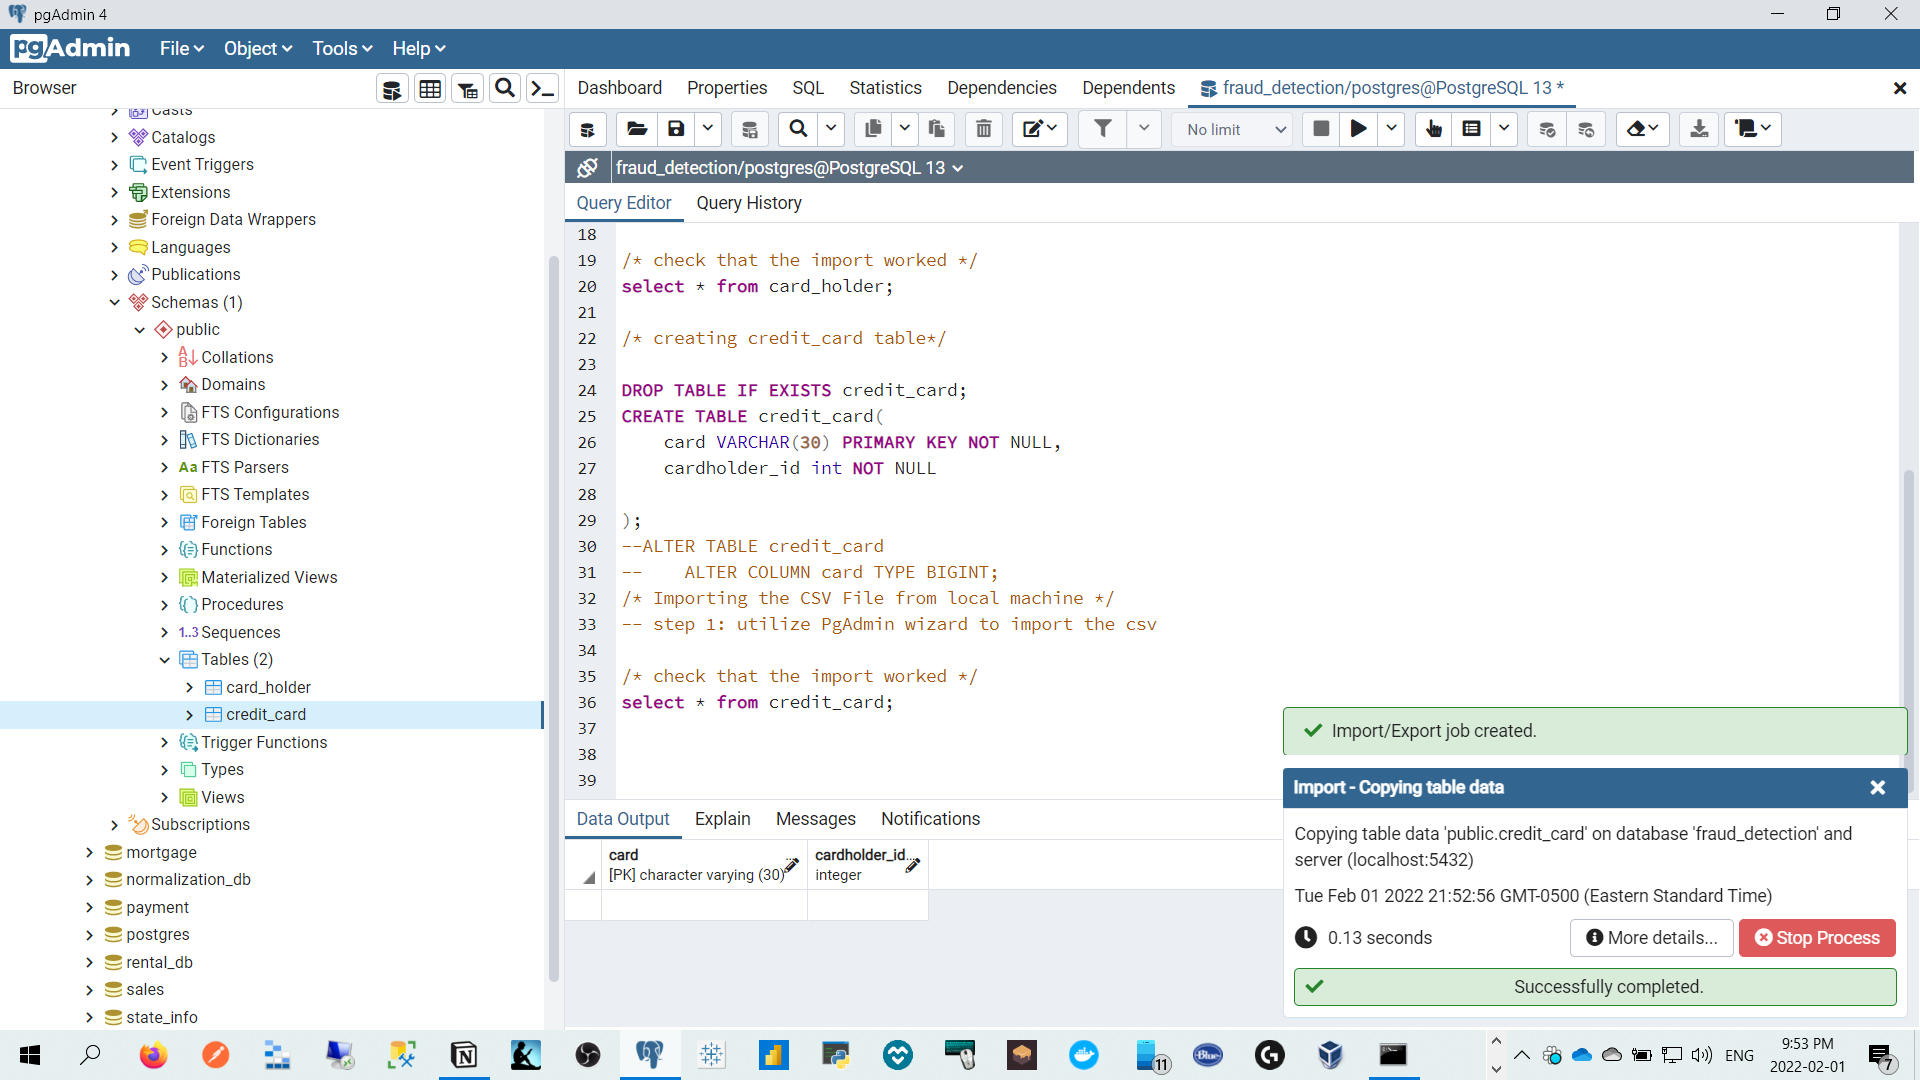 pgAdmin 4
pgAdmin File Object Tools Help
Browser
Dashboard Properties SQL Statistics Dependencies Dependents fraud_detection/postgres@PostgreSQL 13 *
No limit
fraud_detection/postgres@PostgreSQL 13
Query Editor Query History
Casts
Catalogs
Event Triggers
Extensions
Foreign Data Wrappers
Languages
Publications
Schemas (1)
public
Collations
Domains
FTS Configurations
FTS Dictionaries
Aa FTS Parsers
FTS Templates
Foreign Tables
Functions
Materialized Views
Procedures
1..3 Sequences
Tables (2)
card_holder
credit_card
Trigger Functions
Types
Views
Subscriptions
mortgage
normalization_db
payment
postgres
rental_db
sales
state_info
18
19 /* check that the import worked */
20 select * from card_holder;
21
22 /* creating credit_card table*/
23
24 DROP TABLE IF EXISTS credit_card;
25 CREATE TABLE credit_card(
26 card VARCHAR(30) PRIMARY KEY NOT NULL,
27 cardholder_id int NOT NULL
28
29 );
30 --ALTER TABLE credit_card
31 -- ALTER COLUMN card TYPE BIGINT;
32 /* Importing the CSV File from local machine */
33 -- step 1: utilize PgAdmin wizard to import the csv
34
35 /* check that the import worked */
36 select * from credit_card;
37
38
39
Data Output Explain Messages Notifications
card
[PK] character varying (30)
cardholder_id...
integer
Import/Export job created.
Import - Copying table data
Copying table data 'public.credit_card' on database 'fraud_detection' and
server (localhost:5432)
Tue Feb 01 2022 21:52:56 GMT-0500 (Eastern Standard Time)
0.13 seconds More details... Stop Process
Successfully completed.
11
Blue
ENG
9:53 PM
2022-02-01
7